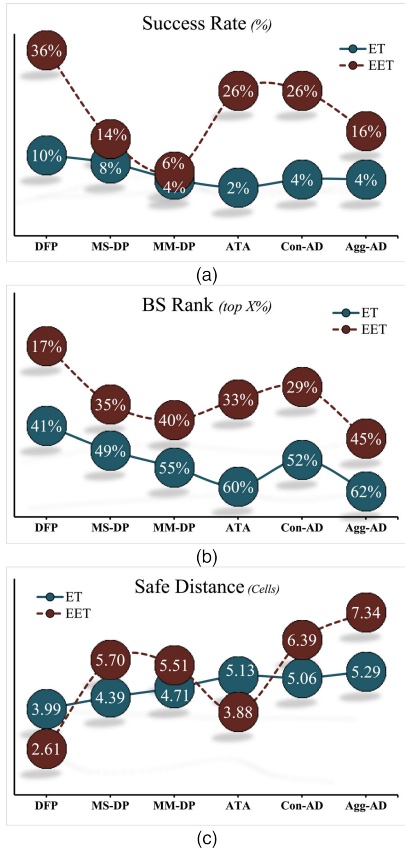 Success Rate (%)
ET
EET
36%
14%
6%
26%
26%
16%
10%
8%
4%
2%
4%
4%
DFP MS-DP MM-DP ATA Con-AD Agg-AD
(a)
BS Rank (top X%)
ET
EET
17%
35%
40%
33%
29%
45%
41%
49%
55%
60%
52%
62%
DFP MS-DP MM-DP ATA Con-AD Agg-AD
(b)
Safe Distance (Cells)
ET
EET
3.99
4.39
4.71
5.13
5.06
5.29
2.61
5.70
5.51
3.88
6.39
7.34
DFP MS-DP MM-DP ATA Con-AD Agg-AD
(c)